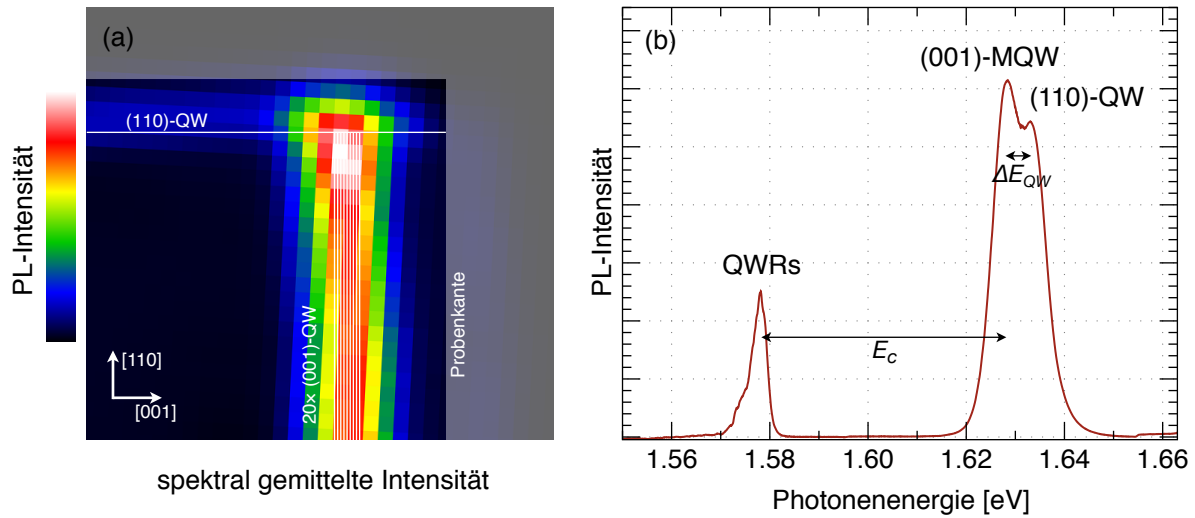 (a)
(110)-QW
PL-Intensität
20× (001)-QW
Probenkante
[110]
[001]
spektral gemittelte Intensität
(b)
(001)-MQW
(110)-QW
ΔE_QW
QWRs
E_C
PL-Intensität
1.56 1.58 1.60 1.62 1.64 1.66
Photonenenergie [eV]